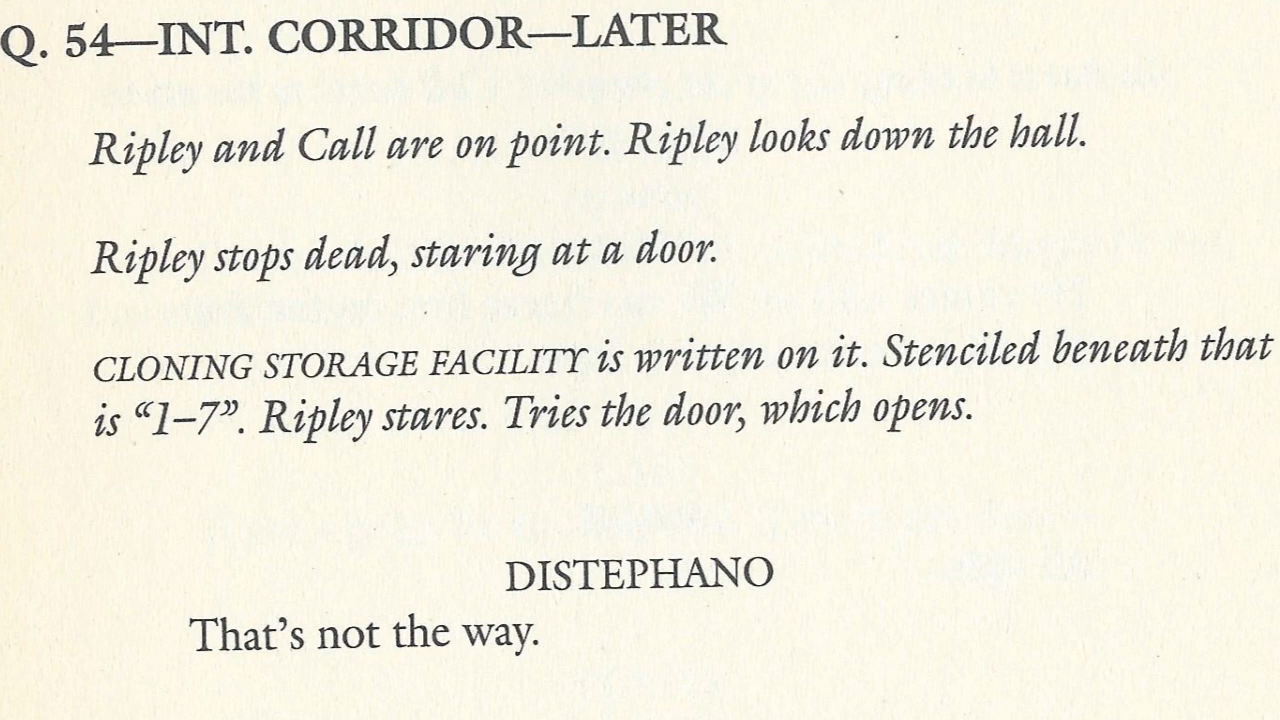 Q. 54—INT. CORRIDOR—LATER
Ripley and Call are on point. Ripley looks down the hall.
Ripley stops dead, staring at a door.
CLONING STORAGE FACILITY is written on it. Stenciled beneath that
is “1–7”. Ripley stares. Tries the door, which opens.
DISTEPHANO
That’s not the way.